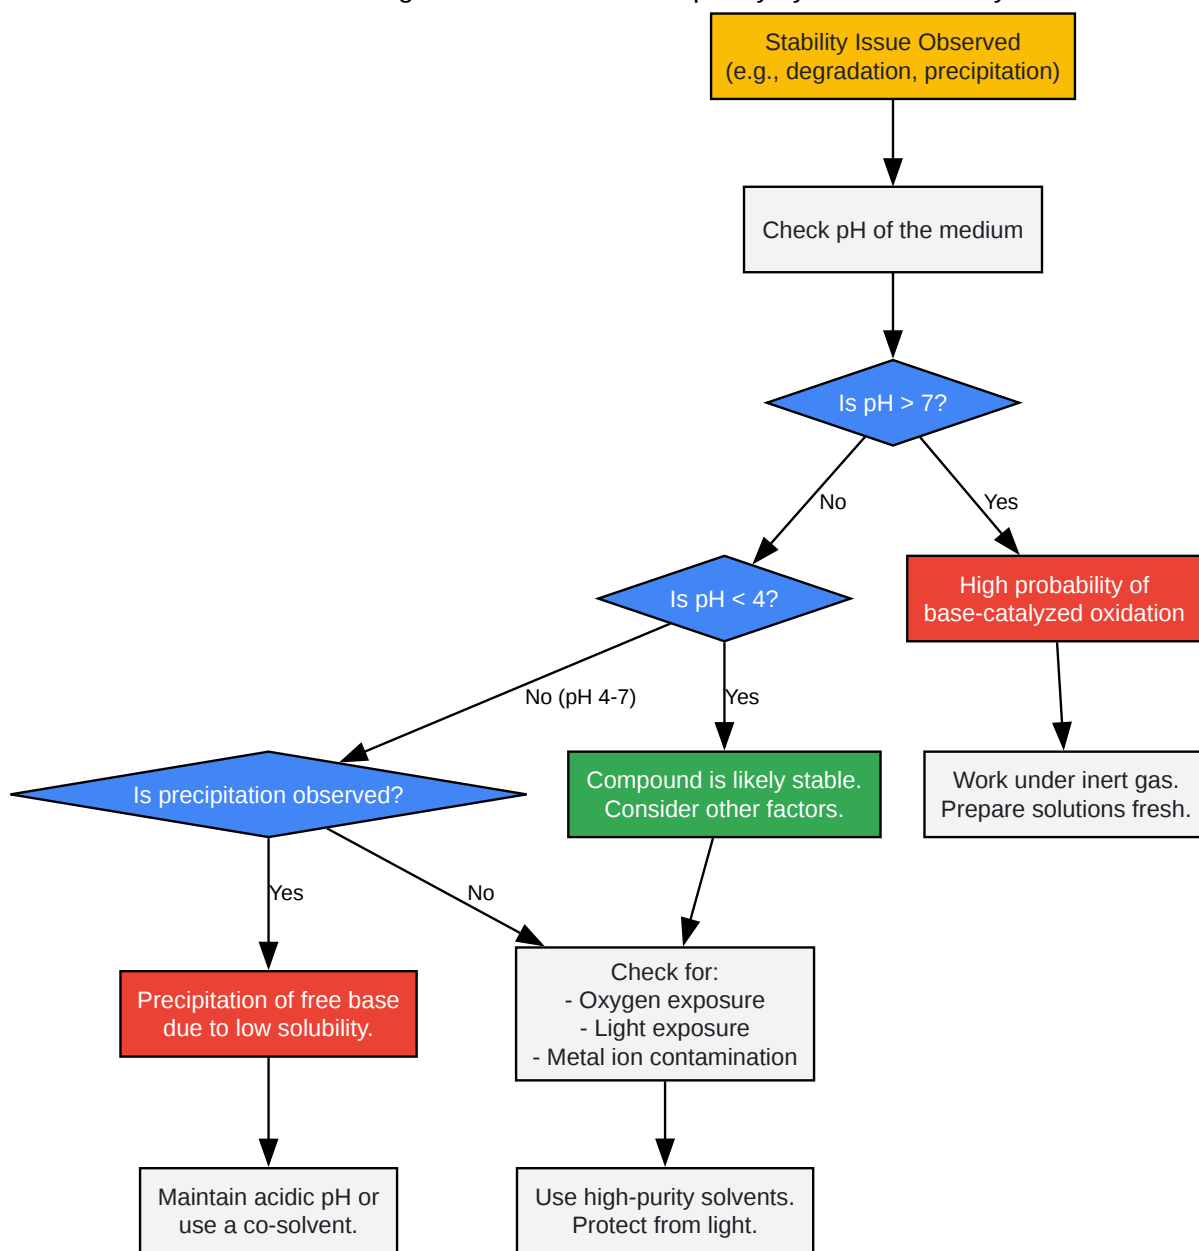 Stability Issue Observed
(e.g., degradation, precipitation)
Check pH of the medium
Is pH > 7?
No
Yes
Is pH < 4?
High probability of
base-catalyzed oxidation
No (pH 4-7)
Yes
Is precipitation observed?
Compound is likely stable.
Consider other factors.
Work under inert gas.
Prepare solutions fresh.
Yes
No
Precipitation of free base
due to low solubility.
Check for:
- Oxygen exposure
- Light exposure
- Metal ion contamination
Maintain acidic pH or
use a co-solvent.
Use high-purity solvents.
Protect from light.